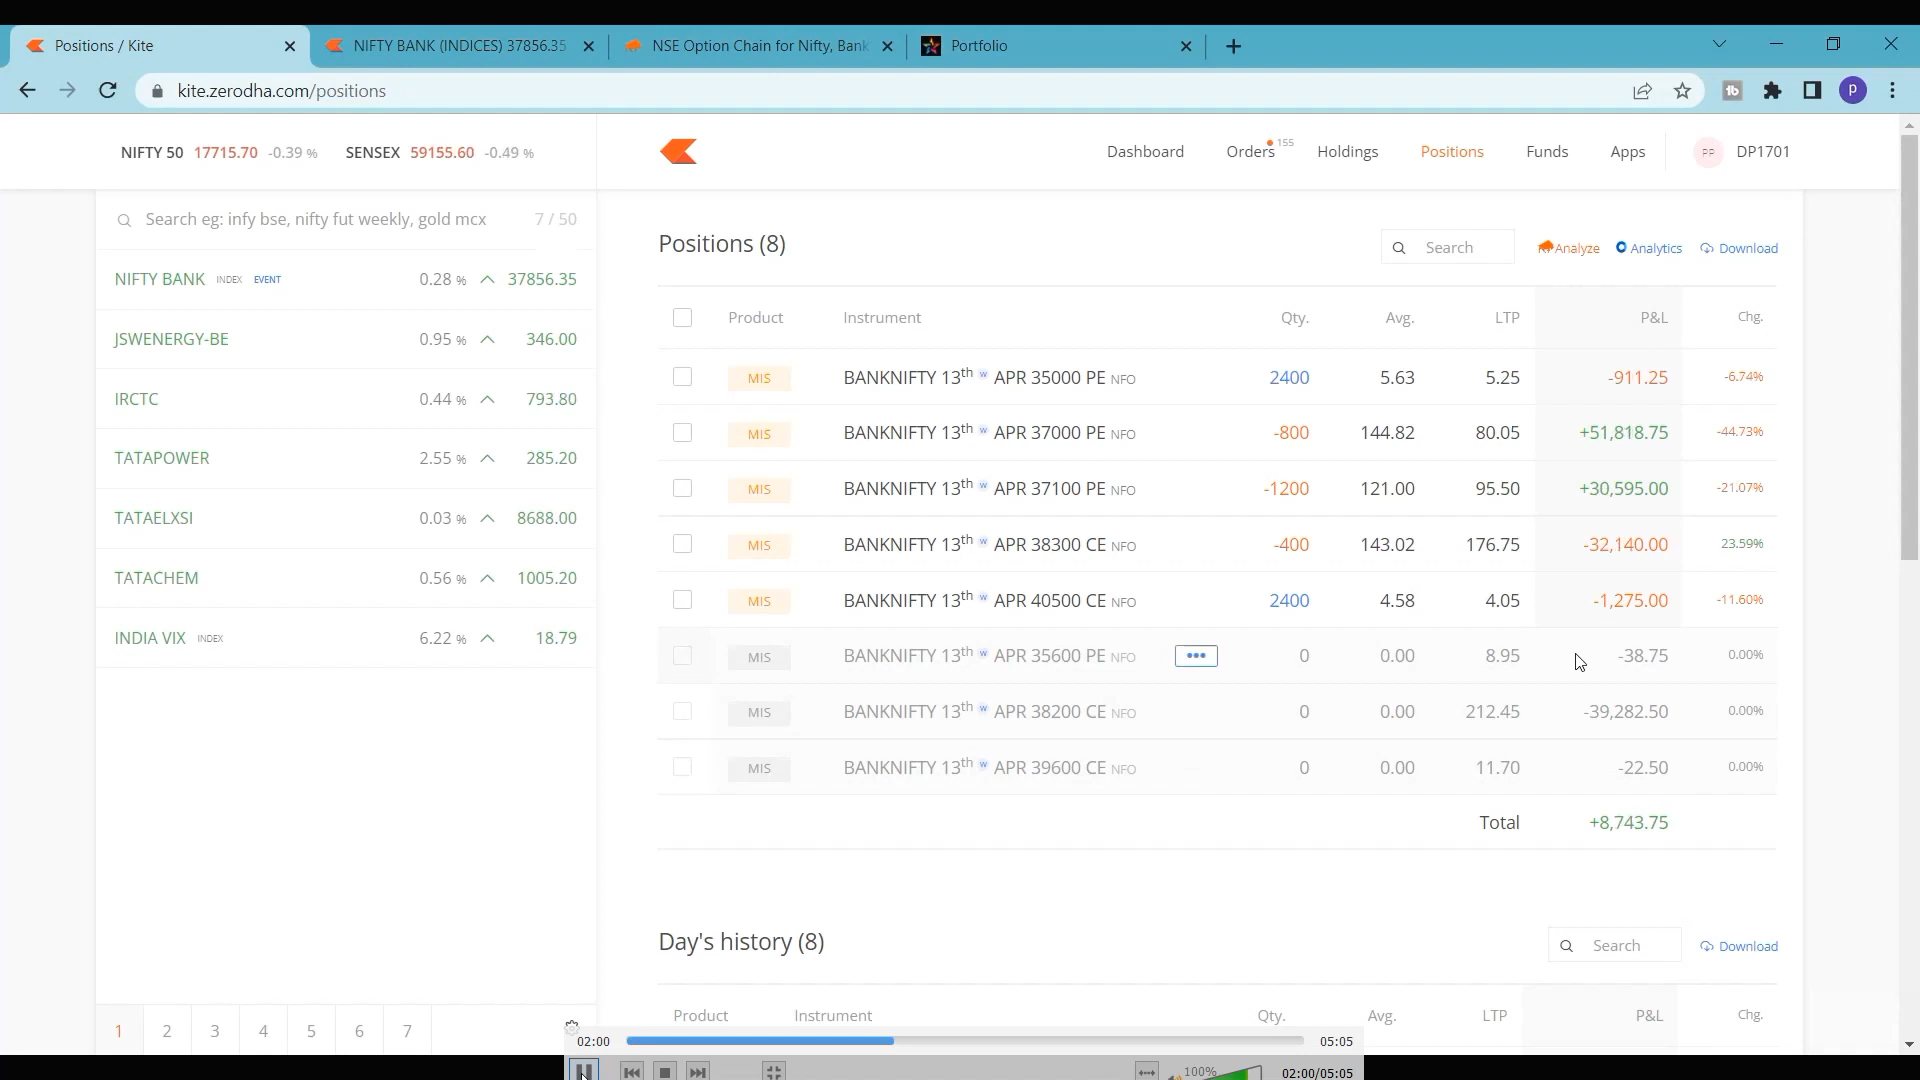 Positions / Kite
NIFTY BANK (INDICES) 37856.35
NSE Option Chain for Nifty, Bank
Portfolio
kite.zerodha.com/positions
NIFTY 50 17715.70 -0.39 % SENSEX 59155.60 -0.49 %
Dashboard Orders 155 Holdings Positions Funds Apps PP DP1701
Search eg: infy bse, nifty fut weekly, gold mcx 7 / 50
NIFTY BANK INDEX EVENT 0.28 % 37856.35
JSWENERGY-BE 0.95 % 346.00
IRCTC 0.44 % 793.80
TATAPOWER 2.55 % 285.20
TATAELXSI 0.03 % 8688.00
TATACHEM 0.56 % 1005.20
INDIA VIX INDEX 6.22 % 18.79
1 2 3 4 5 6 7
Positions (8)
Search Analyze Analytics Download
Product Instrument Qty. Avg. LTP P&L Chg.
MIS BANKNIFTY 13th w APR 35000 PE NFO 2400 5.63 5.25 -911.25 -6.74%
MIS BANKNIFTY 13th w APR 37000 PE NFO -800 144.82 80.05 +51,818.75 -44.73%
MIS BANKNIFTY 13th w APR 37100 PE NFO -1200 121.00 95.50 +30,595.00 -21.07%
MIS BANKNIFTY 13th w APR 38300 CE NFO -400 143.02 176.75 -32,140.00 23.59%
MIS BANKNIFTY 13th w APR 40500 CE NFO 2400 4.58 4.05 -1,275.00 -11.60%
MIS BANKNIFTY 13th w APR 35600 PE NFO 0 0.00 8.95 -38.75 0.00%
MIS BANKNIFTY 13th w APR 38200 CE NFO 0 0.00 212.45 -39,282.50 0.00%
MIS BANKNIFTY 13th w APR 39600 CE NFO 0 0.00 11.70 -22.50 0.00%
Total +8,743.75
Day's history (8)
Search Download
Product Instrument Qty. Avg. LTP P&L Chg.
02:00 05:05
100% 02:00/05:05